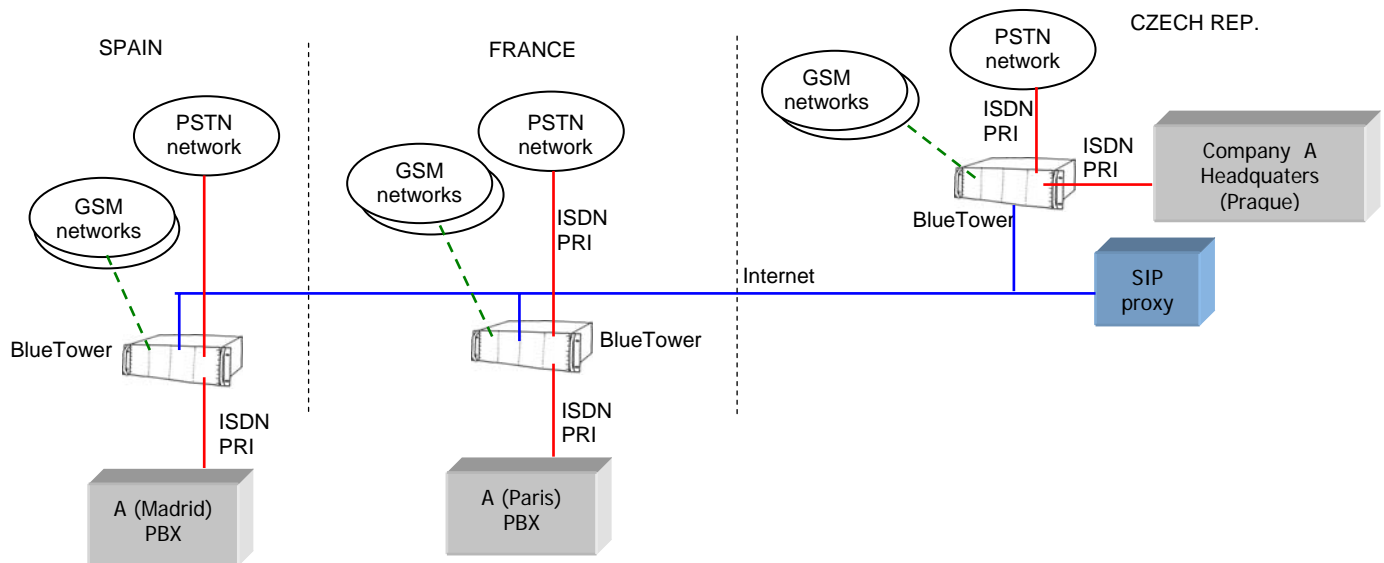 SPAIN
PSTN
network
GSM
networks
BlueTower
ISDN
PRI
A (Madrid)
PBX
FRANCE
PSTN
network
GSM
networks
ISDN
PRI
BlueTower
ISDN
PRI
A (Paris)
PBX
CZECH REP.
PSTN
network
GSM
networks
ISDN
PRI
ISDN
PRI
Company A
Headquaters
(Prague)
BlueTower
Internet
SIP
proxy